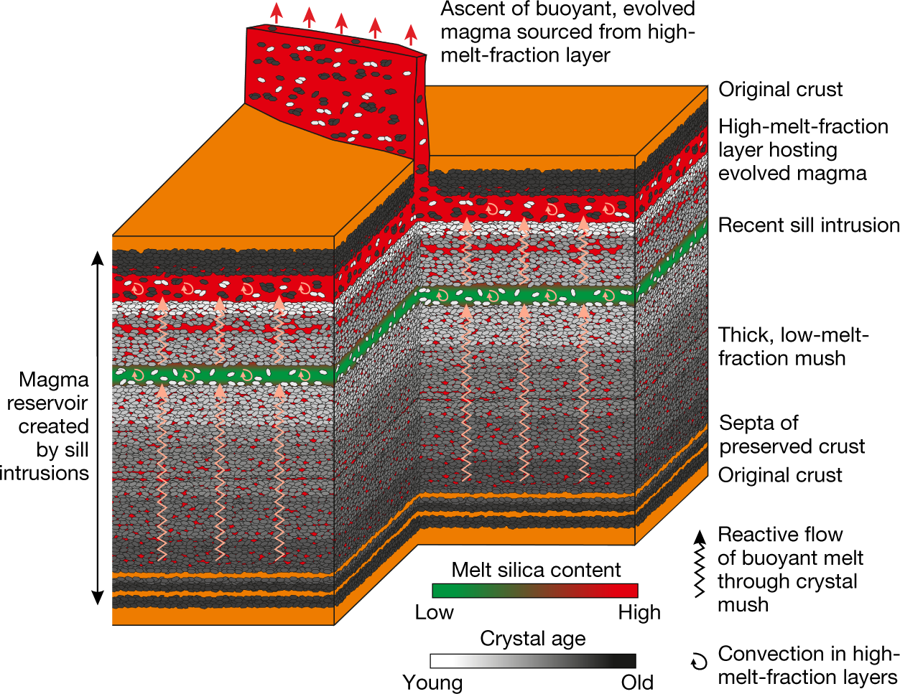 Ascent of buoyant, evolved
magma sourced from high-
melt-fraction layer
Original crust
High-melt-fraction
layer hosting
evolved magma
Recent sill intrusion
Thick, low-melt-
fraction mush
Septa of
preserved crust
Original crust
Magma
reservoir
created
by sill
intrusions
Reactive flow
of buoyant melt
through crystal
mush
Convection in high-
melt-fraction layers
Melt silica content
Low High
Crystal age
Young Old